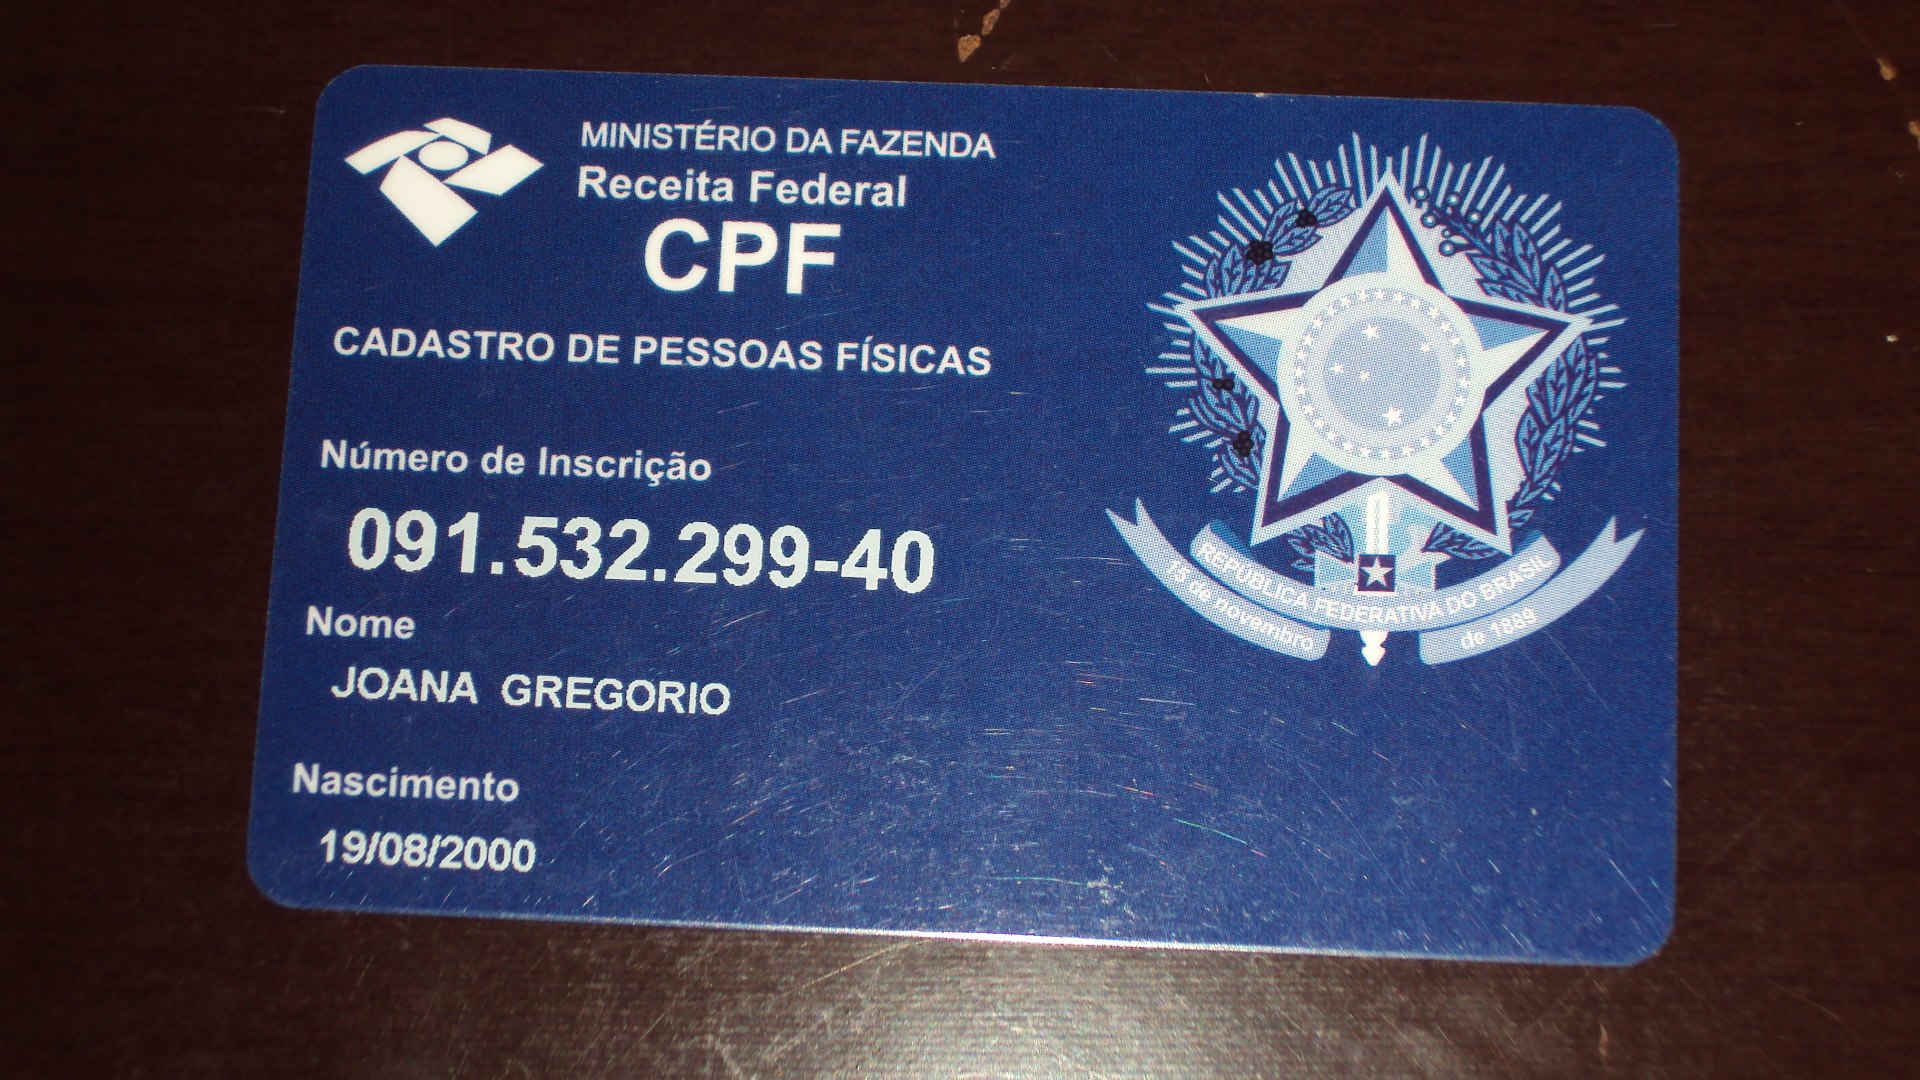 MINISTÉRIO DA FAZENDA
Receita Federal
CPF
CADASTRO DE PESSOAS FÍSICAS
Número de Inscrição
091.532.299-40
Nome
JOANA GREGORIO
Nascimento
19/08/2000
REPÚBLICA FEDERATIVA DO BRASIL
15 de novembro
de 1889